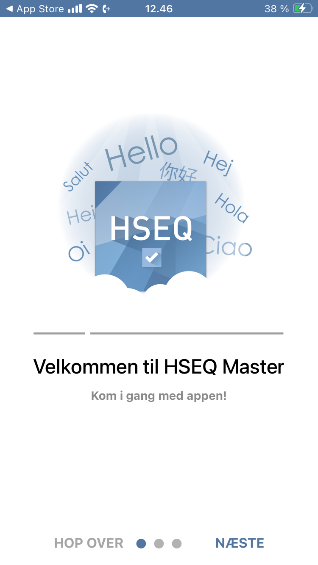 ◀ App Store 12.46 38 %
Hello
Salut 你好 Hej
Hei Hola
HSEQ
Oi Ciao
Velkommen til HSEQ Master
Kom i gang med appen!
HOP OVER NÆSTE